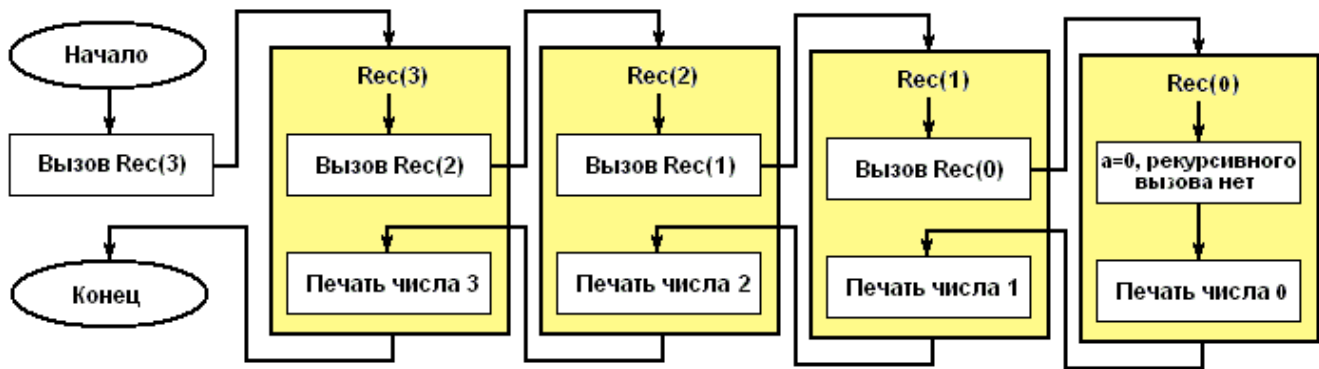 Начало
Вызов Rec(3)
Rec(3)
Вызов Rec(2)
Rec(2)
Вызов Rec(1)
Rec(1)
Вызов Rec(0)
Rec(0)
a=0, рекурсивного
вызова нет
Конец
Печать числа 3
Печать числа 2
Печать числа 1
Печать числа 0